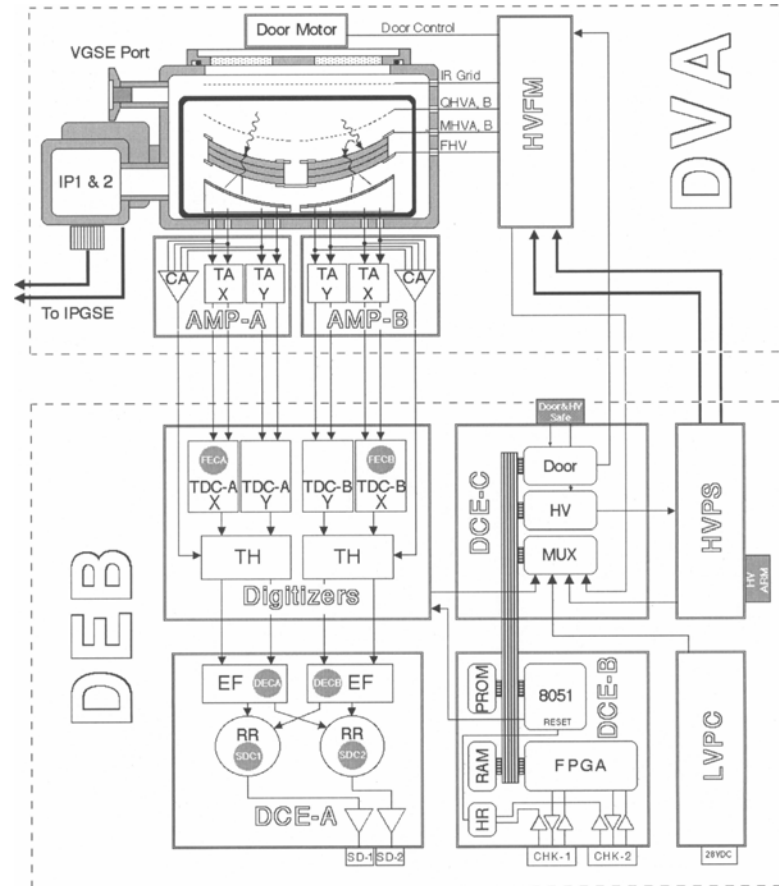 Door Motor
Door Control
VGSE Port
IR Grid
QHVA, B
MHVA, B
FHV
HVFM
DVA
IP1 & 2
To IPGSE
CA
TA
X
TA
Y
AMP-A
TA
Y
TA
X
CA
AMP-B
DEB
FECA
TDC-A
X
TDC-A
Y
TDC-B
Y
FECB
TDC-B
X
TH
TH
Digitizers
Door&HV
Safe
DCE-C
Door
HV
MUX
HVPS
HV
ARM
EF
DECA
DECB
EF
RR
SDC1
RR
SDC2
DCE-A
SD-1
SD-2
PROM
8051
RESET
DCE-B
RAM
FPGA
HR
CHK-1
CHK-2
LVPC
28VDC